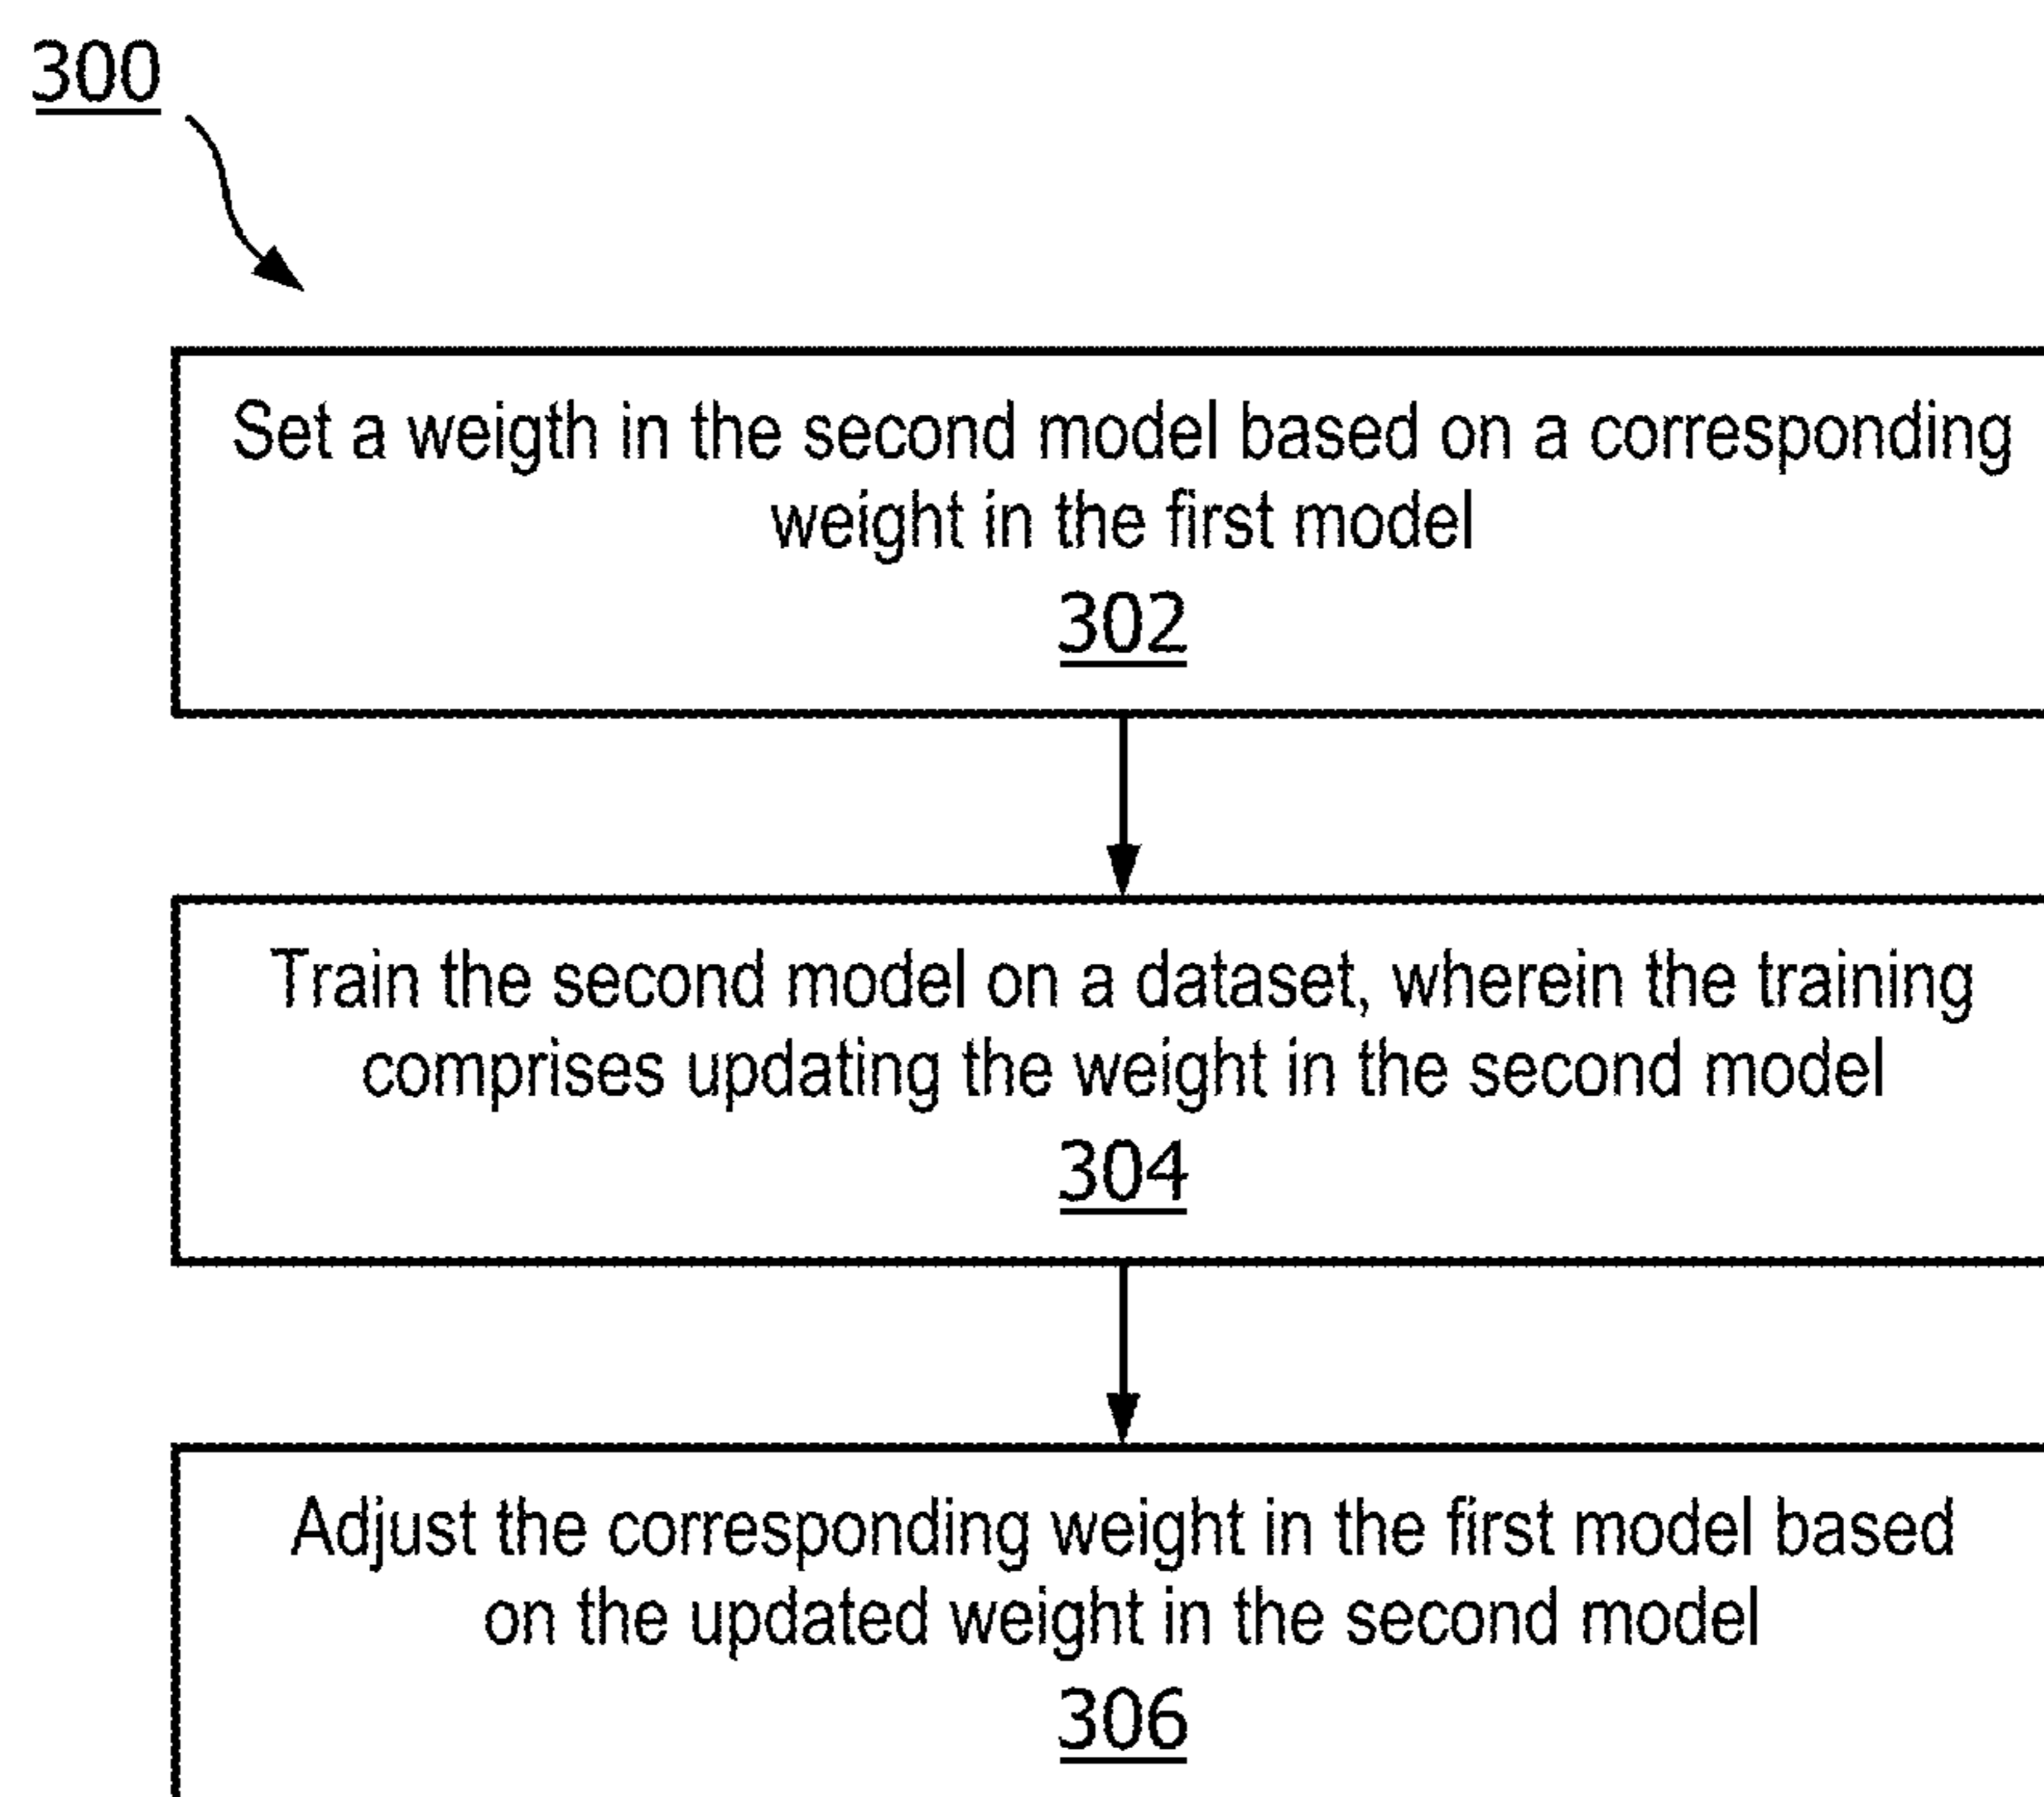 300
Set a weigth in the second model based on a corresponding
weight in the first model
302
Train the second model on a dataset, wherein the training
comprises updating the weight in the second model
304
Adjust the corresponding weight in the first model based
on the updated weight in the second model
306